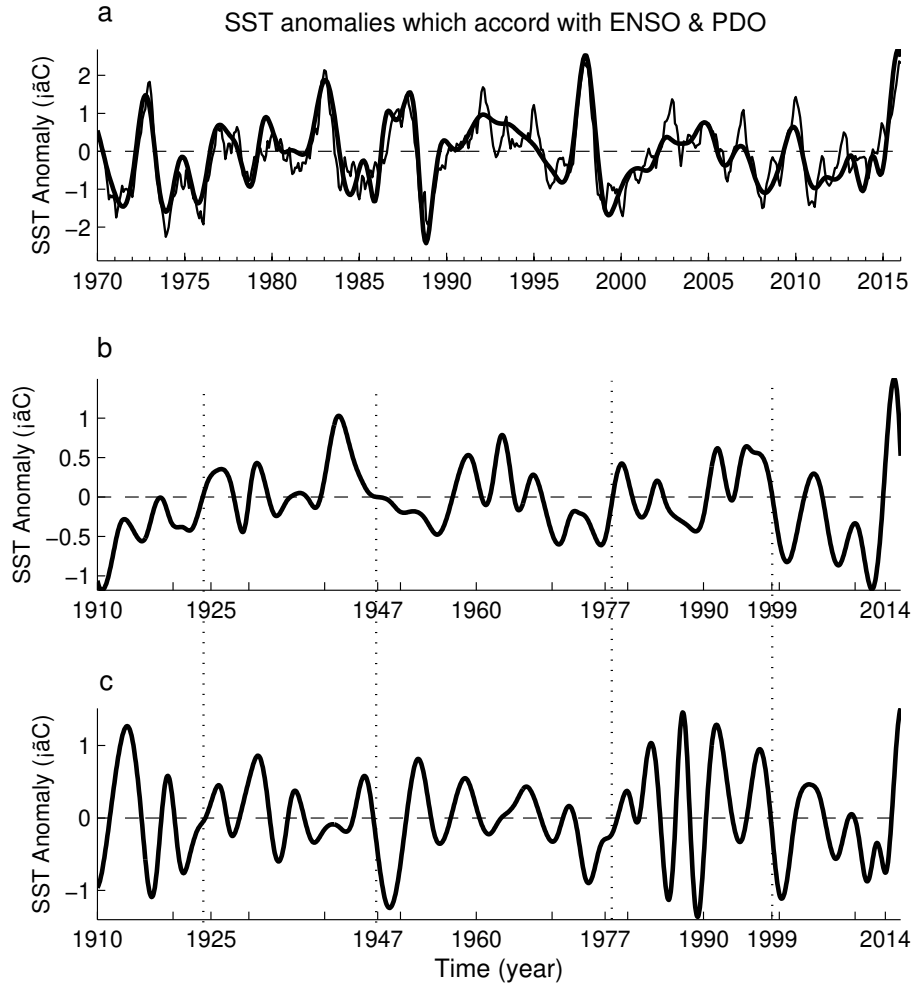 a
SST anomalies which accord with ENSO & PDO
SST Anomaly (¡ãC)
2
1
0
−1
−2
1970 1975 1980 1985 1990 1995 2000 2005 2010 2015
b
SST Anomaly (¡ãC)
1
0.5
0
−0.5
−1
1910 1925 1947 1960 1977 1990 1999 2014
c
SST Anomaly (¡ãC)
1
0
−1
1910 1925 1947 1960 1977 1990 1999 2014
Time (year)